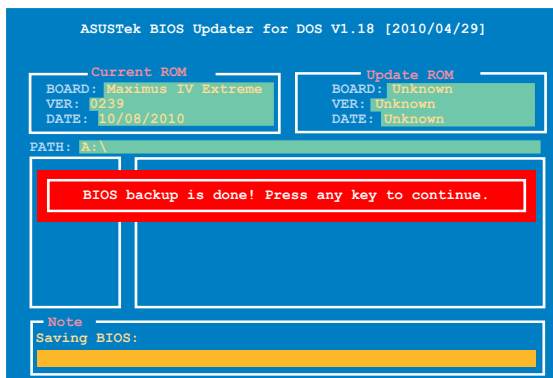 ASUSTek BIOS Updater for DOS V1.18 [2010/04/29]
Current ROM
BOARD: Maximus IV Extreme
VER: 0239
DATE: 10/08/2010
Update ROM
BOARD: Unknown
VER: Unknown
DATE: Unknown
PATH: A:\
BIOS backup is done! Press any key to continue.
Note
Saving BIOS: